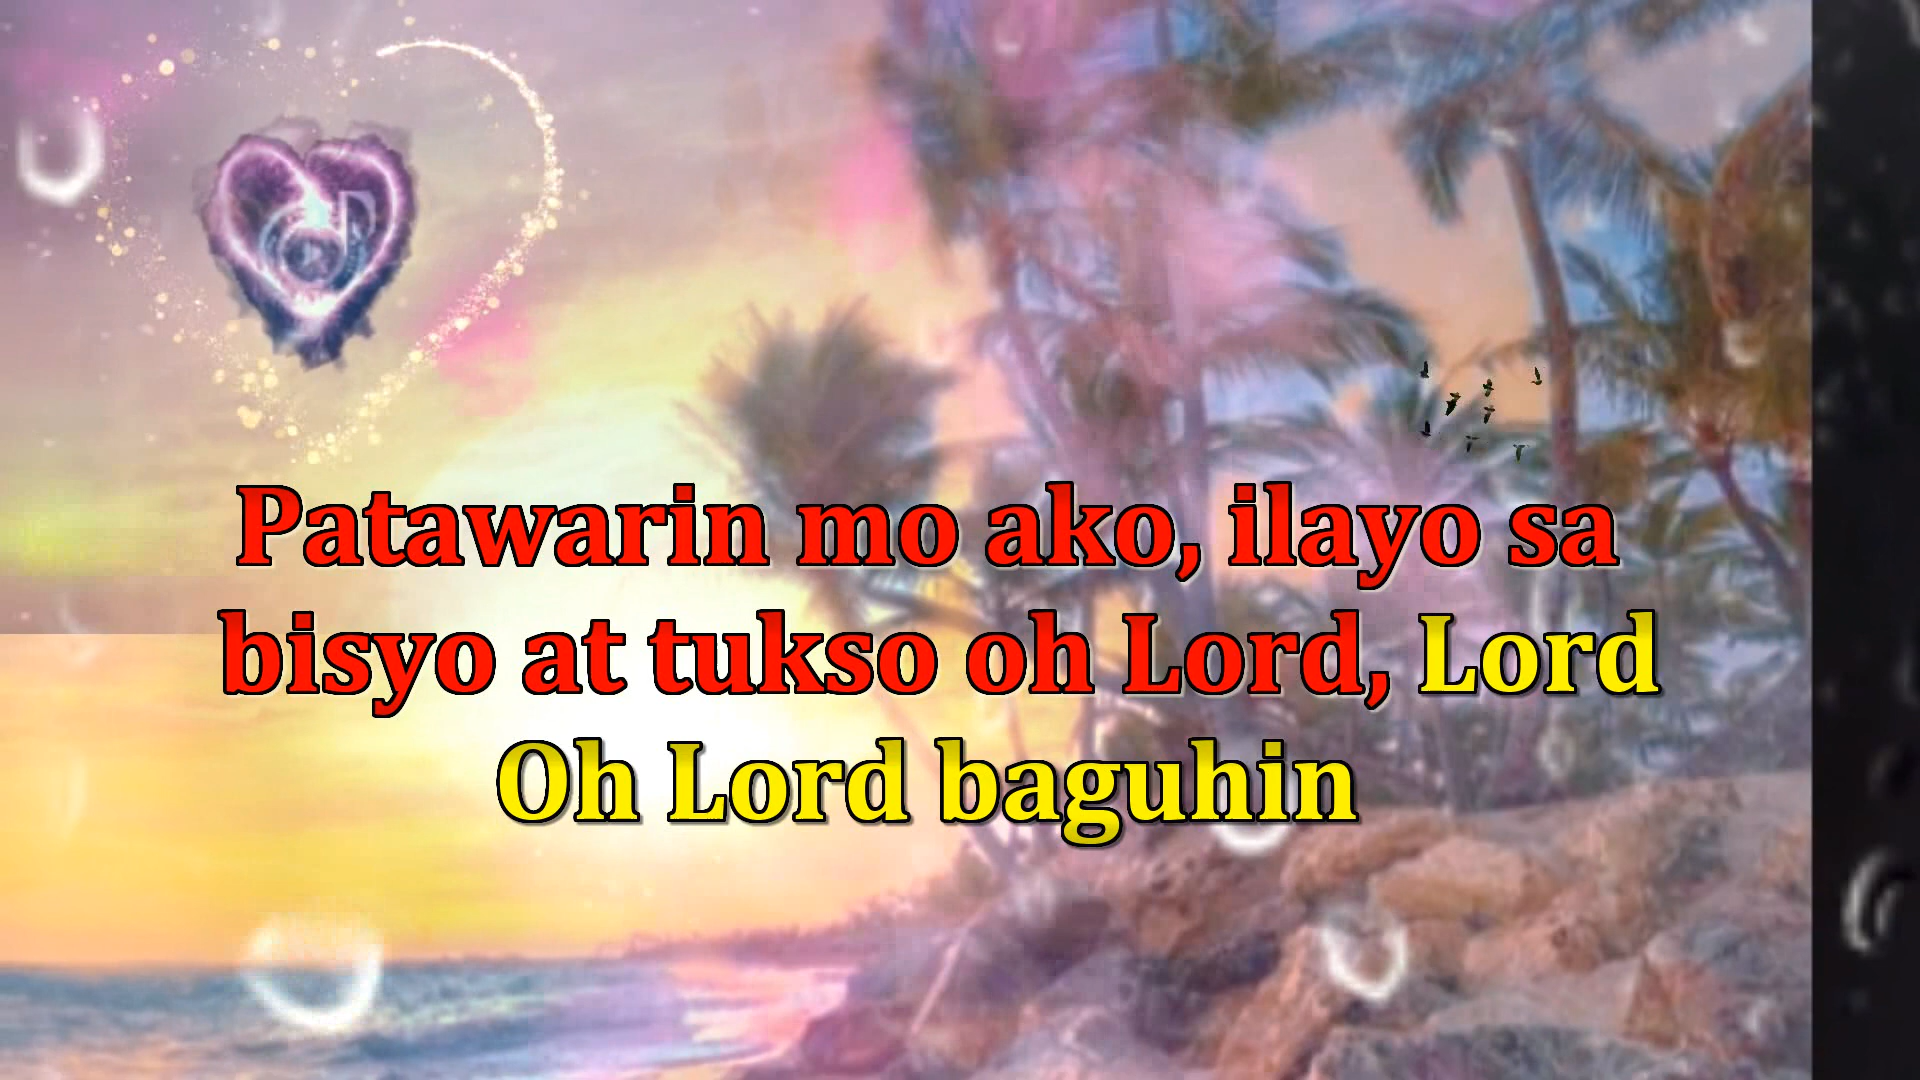 Patawarin mo ako, ilayo sa
bisyo at tukso oh Lord, Lord
Oh Lord baguhin